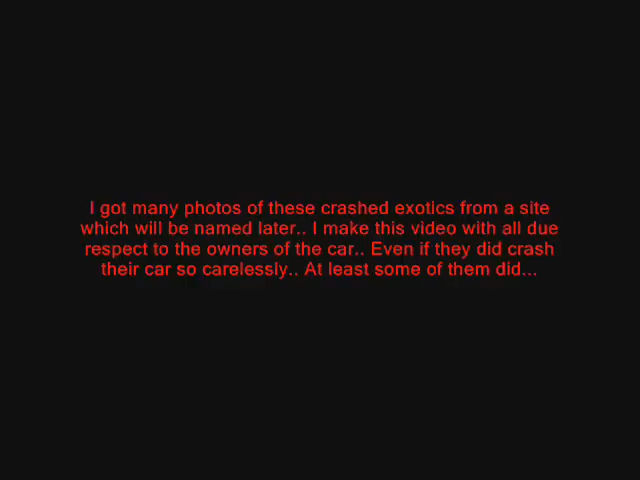 I got many photos of these crashed exotics from a site
which will be named later.. I make this video with all due
respect to the owners of the car.. Even if they did crash
their car so carelessly.. At least some of them did...